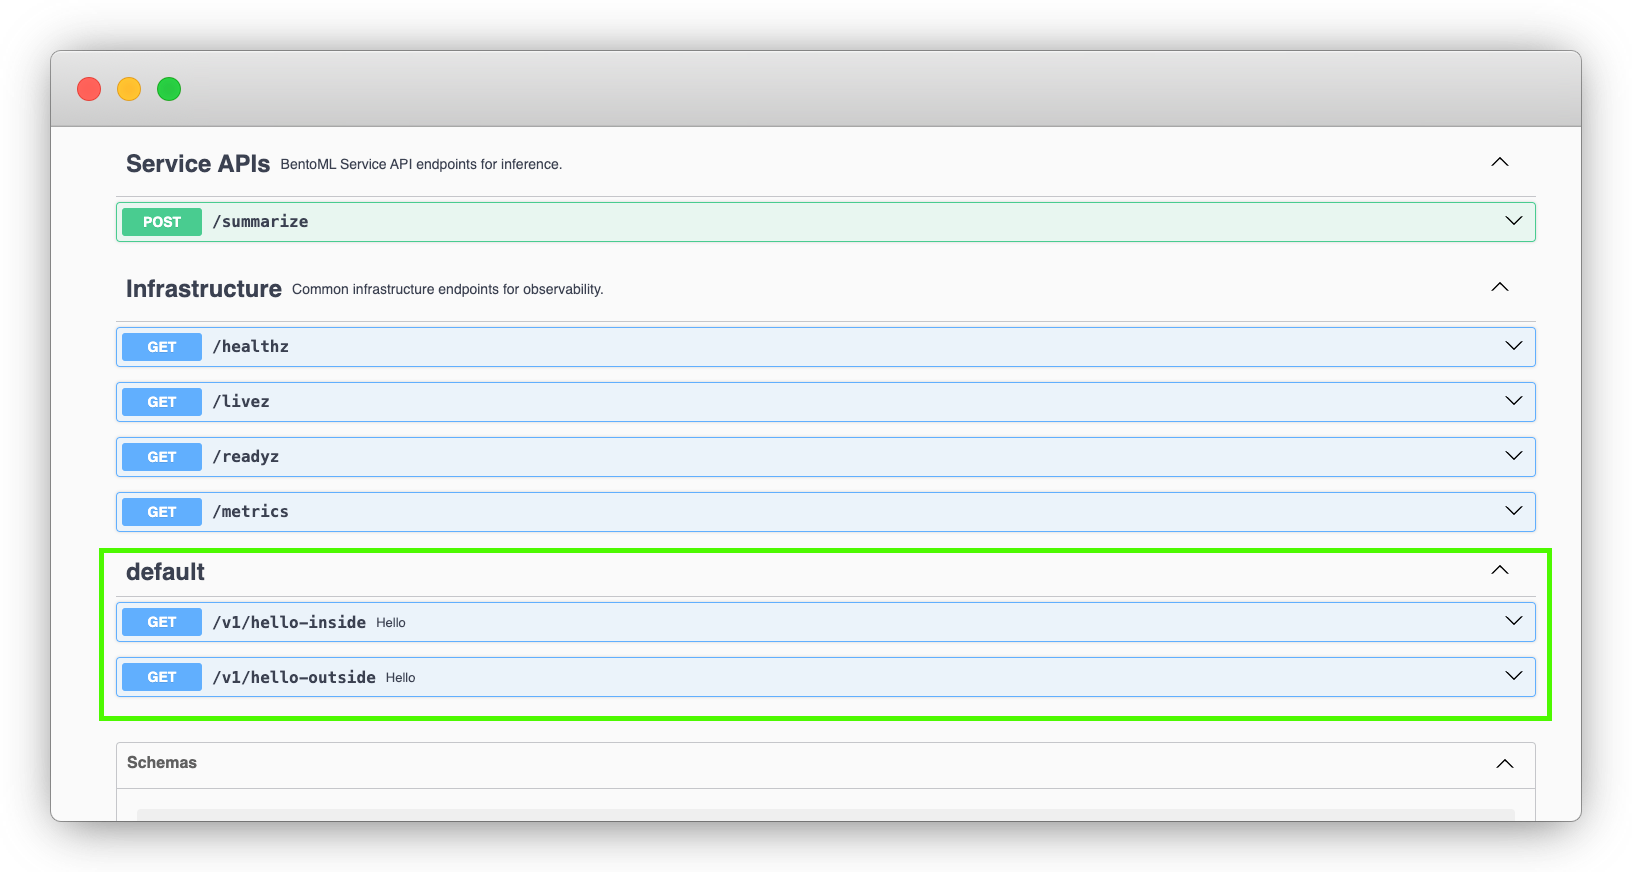 Service APIs BentoML Service API endpoints for inference.
POST /summarize
Infrastructure Common infrastructure endpoints for observability.
GET /healthz
GET /livez
GET /readyz
GET /metrics
default
GET /v1/hello-inside Hello
GET /v1/hello-outside Hello
Schemas